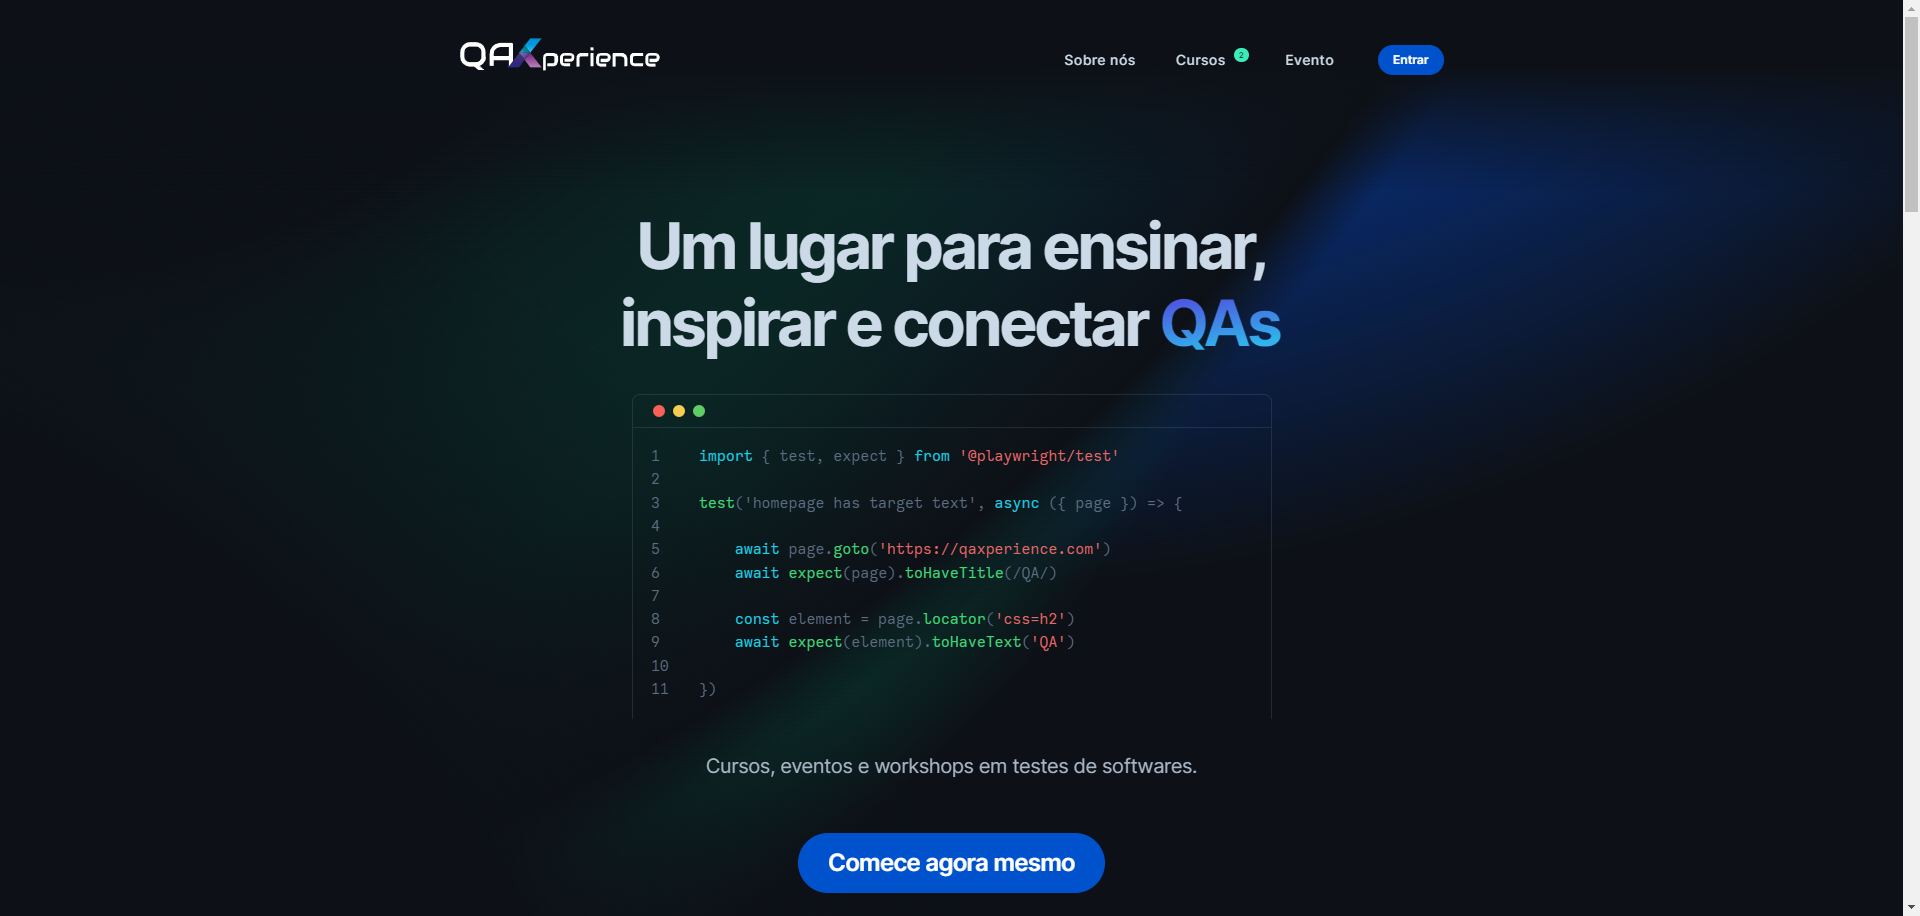 QAXperience
Sobre nós Cursos 2 Evento Entrar
Um lugar para ensinar,
inspirar e conectar QAs
1 import { test, expect } from '@playwright/test'
2
3 test('homepage has target text', async ({ page }) => {
4
5 await page.goto('https://qaxperience.com')
6 await expect(page).toHaveTitle(/QA/)
7
8 const element = page.locator('css=h2')
9 await expect(element).toHaveText('QA')
10
11 })
Cursos, eventos e workshops em testes de softwares.
Comece agora mesmo